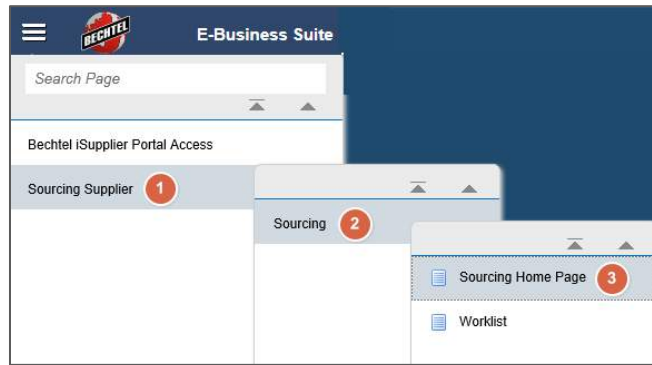 BECHTEL
E-Business Suite
Search Page
Bechtel iSupplier Portal Access
Sourcing Supplier 1
Sourcing 2
Sourcing Home Page 3
Worklist